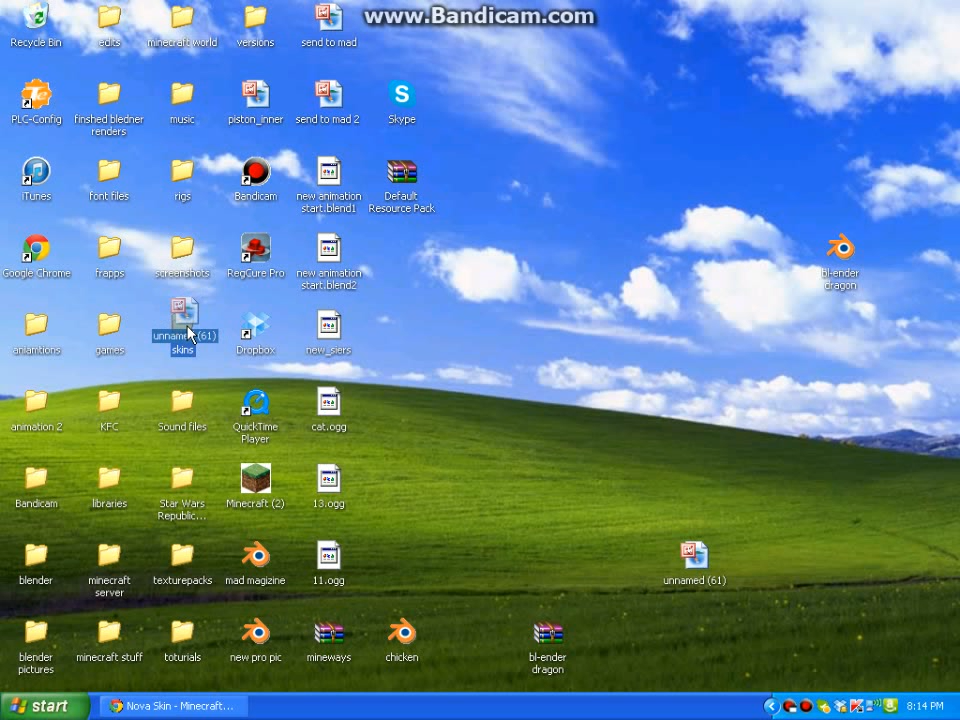 www.Bandicam.com
Recycle Bin
edits
minecraft world
versions
send to mad
PLC-Config
finshed bledner
renders
music
piston_inner
send to mad 2
Skype
iTunes
font files
rigs
Bandicam
new animation
start.blend1
Default
Resource Pack
Google Chrome
frapps
screenshots
RegCure Pro
new animation
start.blend2
bl-ender
dragon
aniamtions
games
unnamed (61)
skins
Dropbox
new_siers
animation 2
KFC
Sound files
QuickTime
Player
cat.ogg
Bandicam
libraries
Star Wars
Republic...
Minecraft (2)
13.ogg
blender
minecraft
server
texturepacks
mad magizine
11.ogg
unnamed (61)
blender
pictures
minecraft stuff
toturials
new pro pic
mineways
chicken
bl-ender
dragon
start
Nova Skin - Minecraft...
8:14 PM